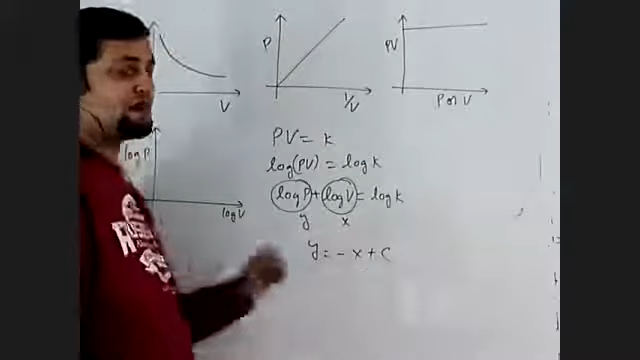 V
P
1/V
PV
P or V
PV = k
log(PV) = log k
log P + log V = log k
y x
y = - x + c
log P
log V